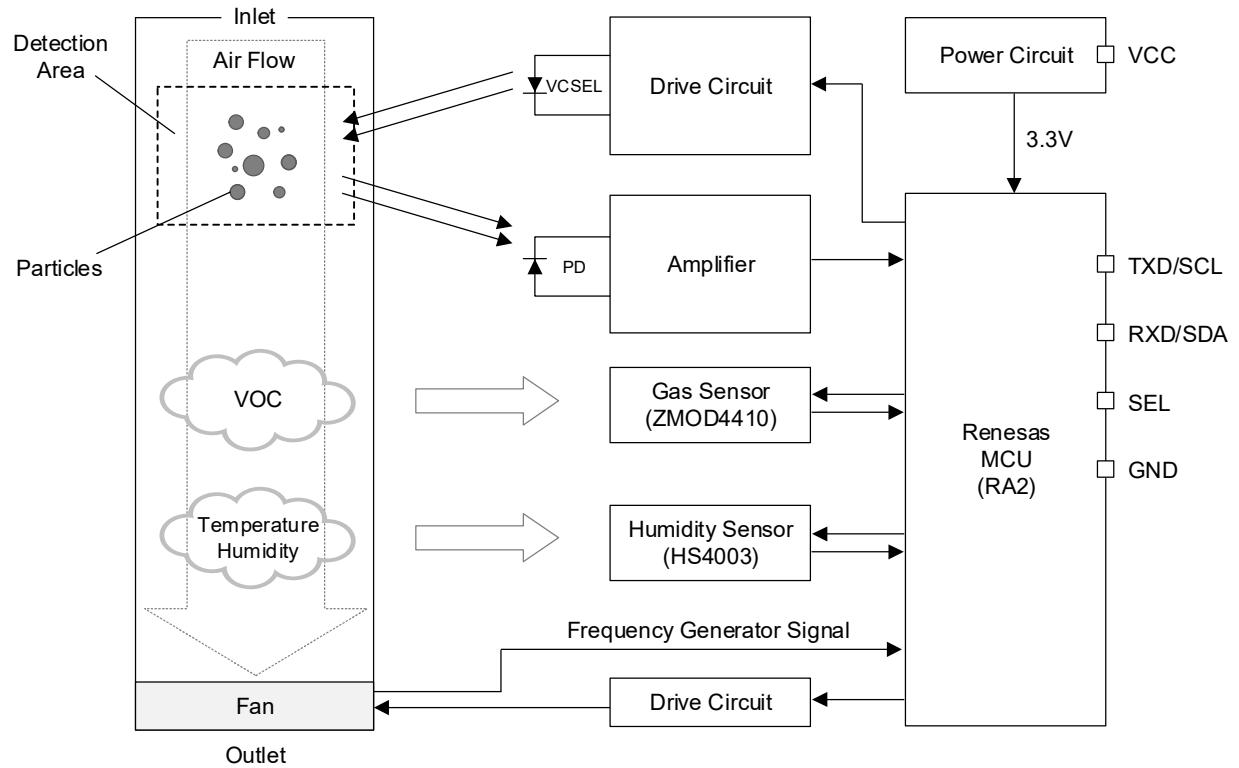 Inlet
Detection
Area
Air Flow
VCSEL
Drive Circuit
Power Circuit
VCC
3.3V
Particles
PD
Amplifier
TXD/SCL
RXD/SDA
SEL
GND
VOC
Gas Sensor
(ZMOD4410)
Renesas
MCU
(RA2)
Temperature
Humidity
Humidity Sensor
(HS4003)
Frequency Generator Signal
Fan
Drive Circuit
Outlet